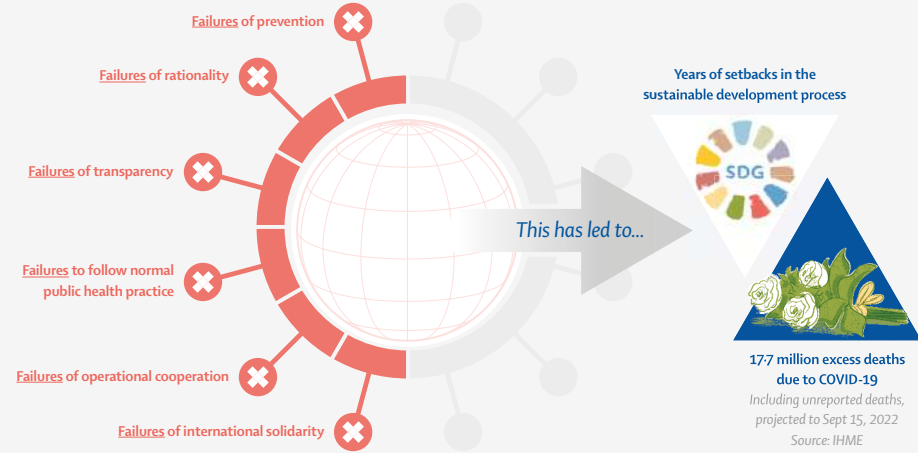 Failures of prevention
Failures of rationality
Failures of transparency
Failures to follow normal
public health practice
Failures of operational cooperation
Failures of international solidarity
This has led to...
Years of setbacks in the
sustainable development process
SDG
17·7 million excess deaths
due to COVID-19
Including unreported deaths,
projected to Sept 15, 2022
Source: IHME